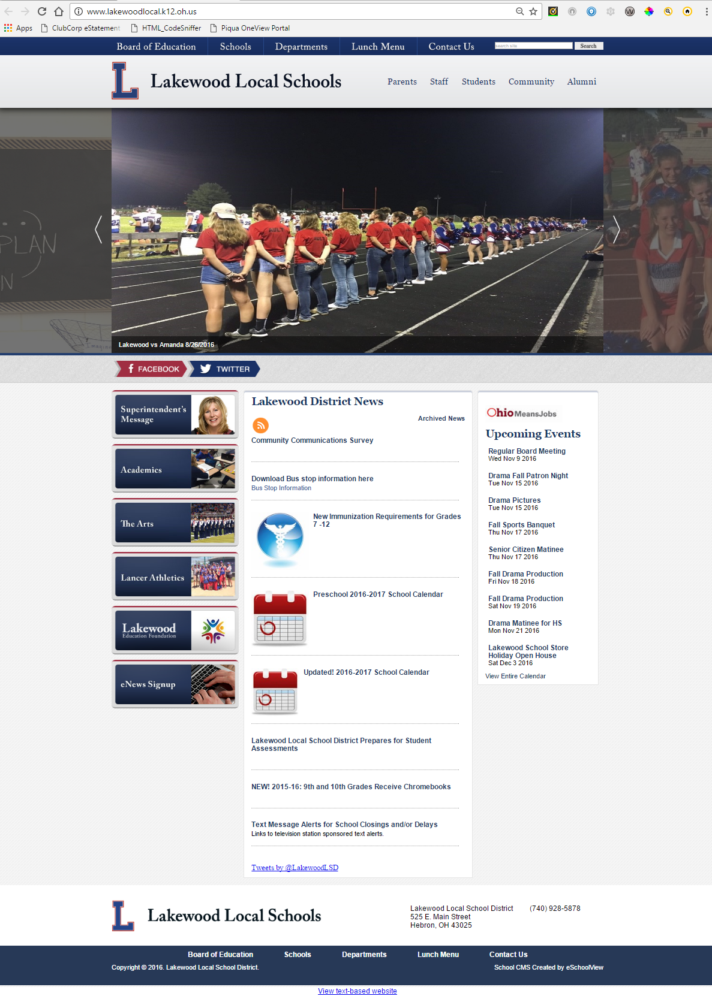 www.lakewoodlocal.k12.oh.us
Apps ClubCorp eStatement HTML_CodeSniffer Piqua OneView Portal
Board of Education Schools Departments Lunch Menu Contact Us search site Search
L Lakewood Local Schools Parents Staff Students Community Alumni
PLAN
N
AULT
Lakewood vs Amanda 8/26/2016
FACEBOOK TWITTER
Superintendent's
Message
Academics
The Arts
Lancer Athletics
Lakewood
Education Foundation
eNews Signup
Lakewood District News
Archived News
Community Communications Survey
Download Bus stop information here
Bus Stop Information
New Immunization Requirements for Grades
7 -12
Preschool 2016-2017 School Calendar
Updated! 2016-2017 School Calendar
Lakewood Local School District Prepares for Student
Assessments
NEW! 2015-16: 9th and 10th Grades Receive Chromebooks
Text Message Alerts for School Closings and/or Delays
Links to television station sponsored text alerts.
Tweets by @LakewoodLSD
OhioMeansJobs
Upcoming Events
Regular Board Meeting
Wed Nov 9 2016
Drama Fall Patron Night
Tue Nov 15 2016
Drama Pictures
Tue Nov 15 2016
Fall Sports Banquet
Thu Nov 17 2016
Senior Citizen Matinee
Thu Nov 17 2016
Fall Drama Production
Fri Nov 18 2016
Fall Drama Production
Sat Nov 19 2016
Drama Matinee for HS
Mon Nov 21 2016
Lakewood School Store
Holiday Open House
Sat Dec 3 2016
View Entire Calendar
L Lakewood Local Schools
Lakewood Local School District (740) 928-5878
525 E. Main Street
Hebron, OH 43025
Board of Education Schools Departments Lunch Menu Contact Us
Copyright © 2016. Lakewood Local School District. School CMS Created by eSchoolView
View text-based website